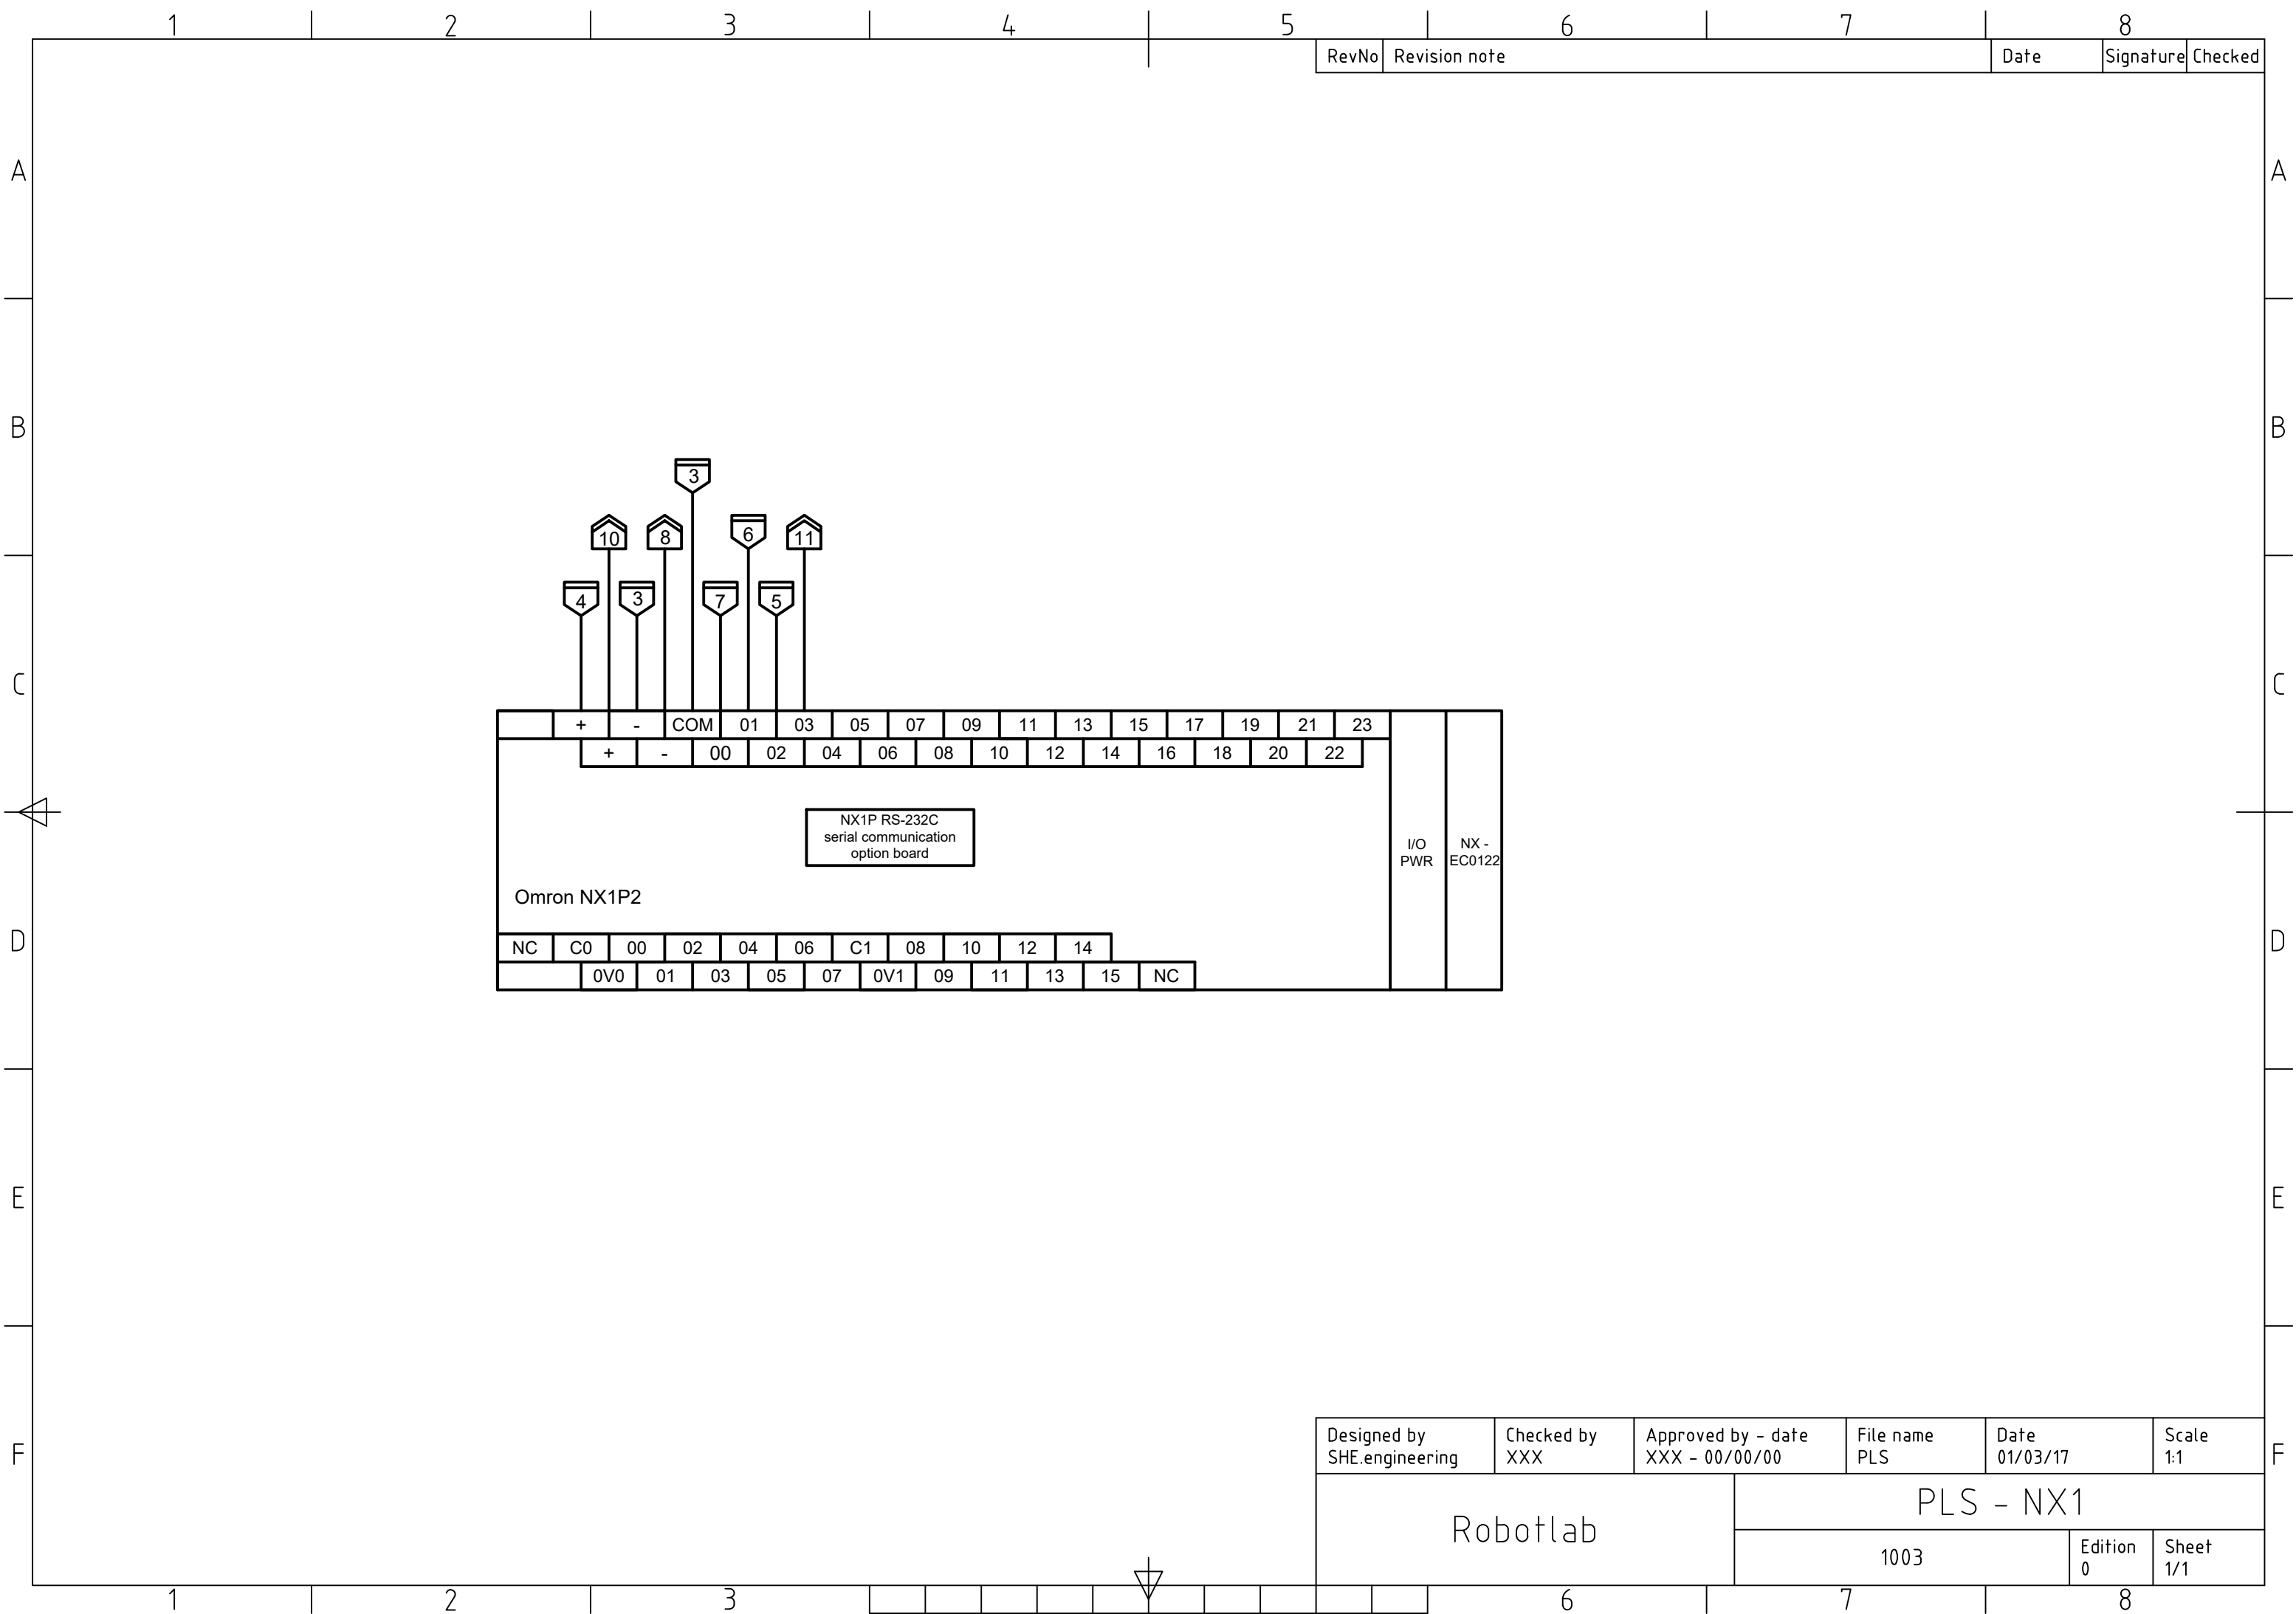 1 2 3 4 5 6 7 8
RevNo Revision note Date Signature Checked
A A
B B
3
10 8 6 11
4 3 7 5
C C
+ - COM 01 03 05 07 09 11 13 15 17 19 21 23
+ - 00 02 04 06 08 10 12 14 16 18 20 22
NX1P RS-232C
serial communication
option board
I/O
PWR
NX -
EC0122
Omron NX1P2
D D
NC C0 00 02 04 06 C1 08 10 12 14
0V0 01 03 05 07 0V1 09 11 13 15 NC
E E
F F
Designed by
SHE.engineering
Checked by
XXX
Approved by - date
XXX - 00/00/00
File name
PLS
Date
01/03/17
Scale
1:1
Robotlab
PLS - NX1
1003
Edition
0
Sheet
1/1
1 2 3 6 7 8